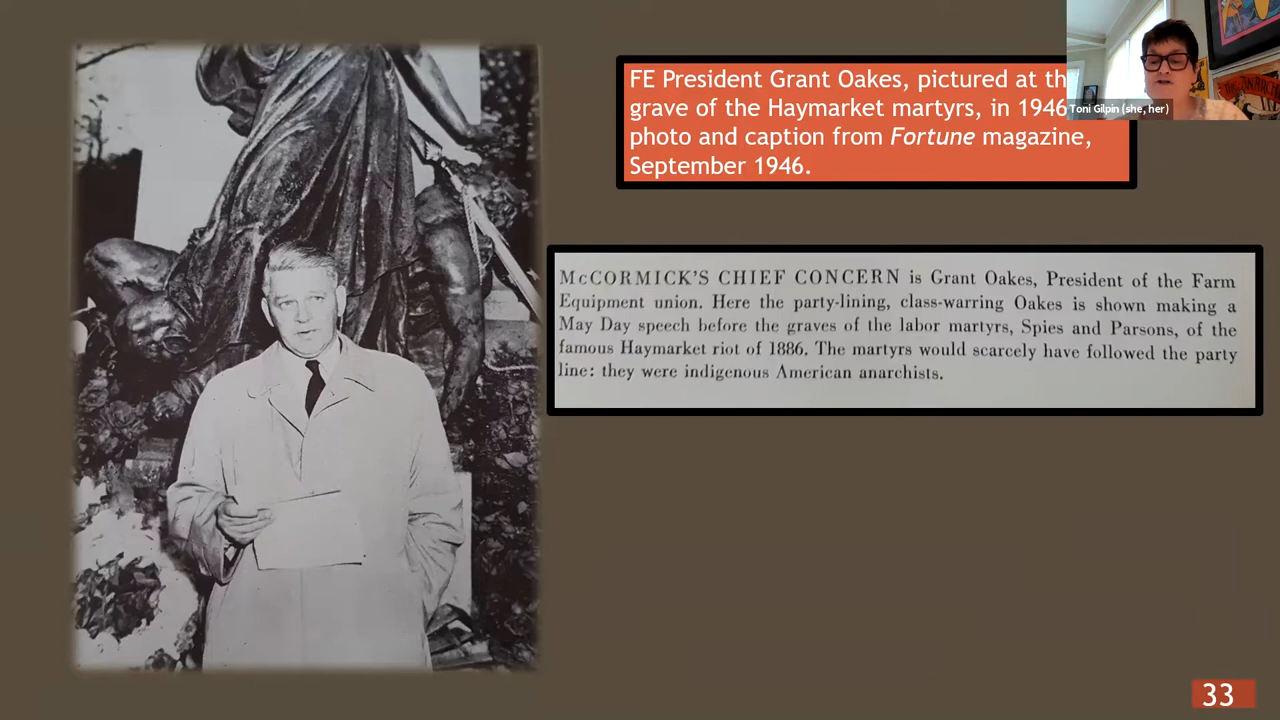 FE President Grant Oakes, pictured at th
grave of the Haymarket martyrs, in 1946
photo and caption from Fortune magazine,
September 1946.
Toni Gilpin (she, her)
McCORMICK'S CHIEF CONCERN is Grant Oakes, President of the Farm
Equipment union. Here the party-lining, class-warring Oakes is shown making a
May Day speech before the graves of the labor martyrs, Spies and Parsons, of the
famous Haymarket riot of 1886. The martyrs would scarcely have followed the party
line: they were indigenous American anarchists.
33